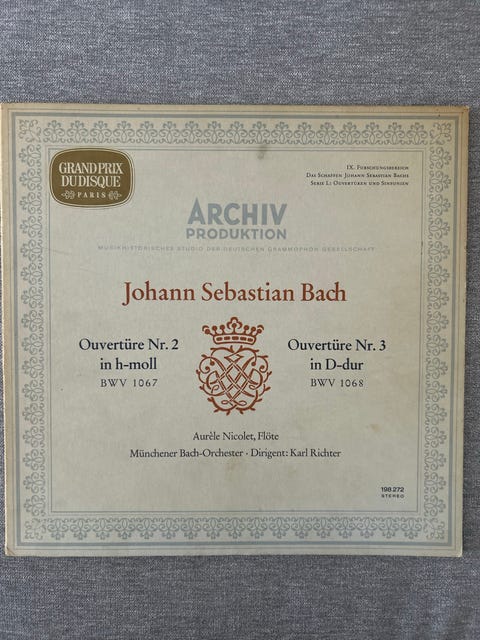 GRAND PRIX
DU DISQUE
PARIS
IX. Forschungsbereich
Das Schaffen Johann Sebastian Bachs
Serie L: Ouvertüren und Sinfonien
ARCHIV
PRODUKTION
MUSIKHISTORISCHES STUDIO DER DEUTSCHEN GRAMMOPHON GESELLSCHAFT
Johann Sebastian Bach
Ouvertüre Nr. 2
in h-moll
BWV 1067
Ouvertüre Nr. 3
in D-dur
BWV 1068
Aurèle Nicolet, Flöte
Münchener Bach-Orchester · Dirigent: Karl Richter
198 272
STEREO